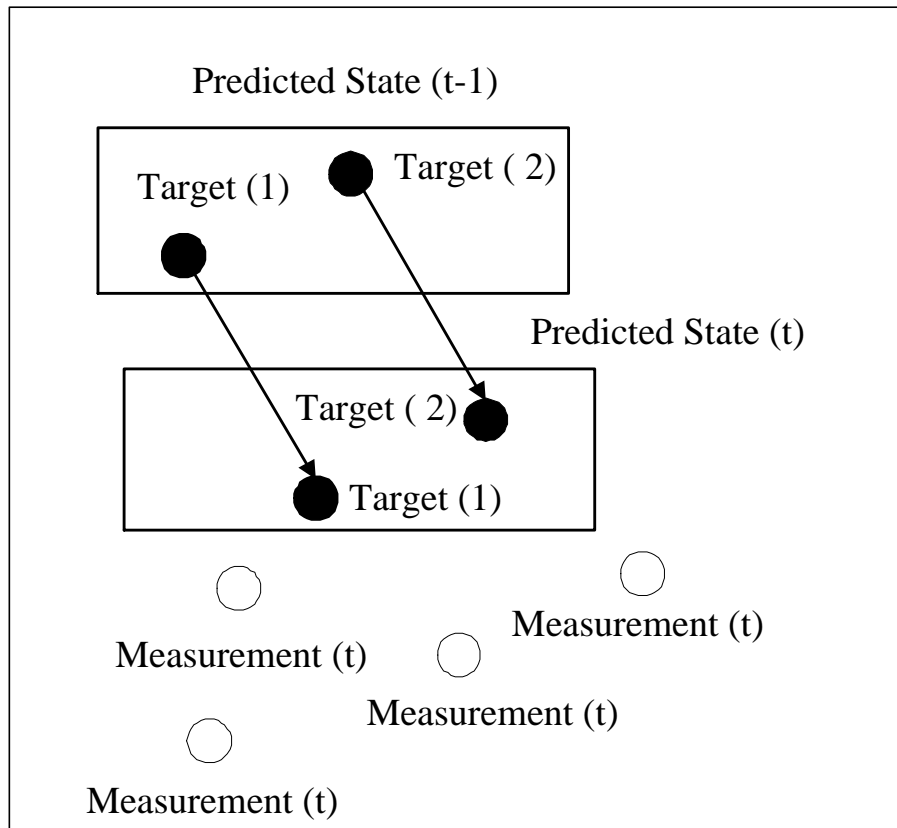 Predicted State (t-1)
Target ( 2)
Target (1)
Predicted State (t)
Target ( 2)
Target (1)
Measurement (t)
Measurement (t)
Measurement (t)
Measurement (t)